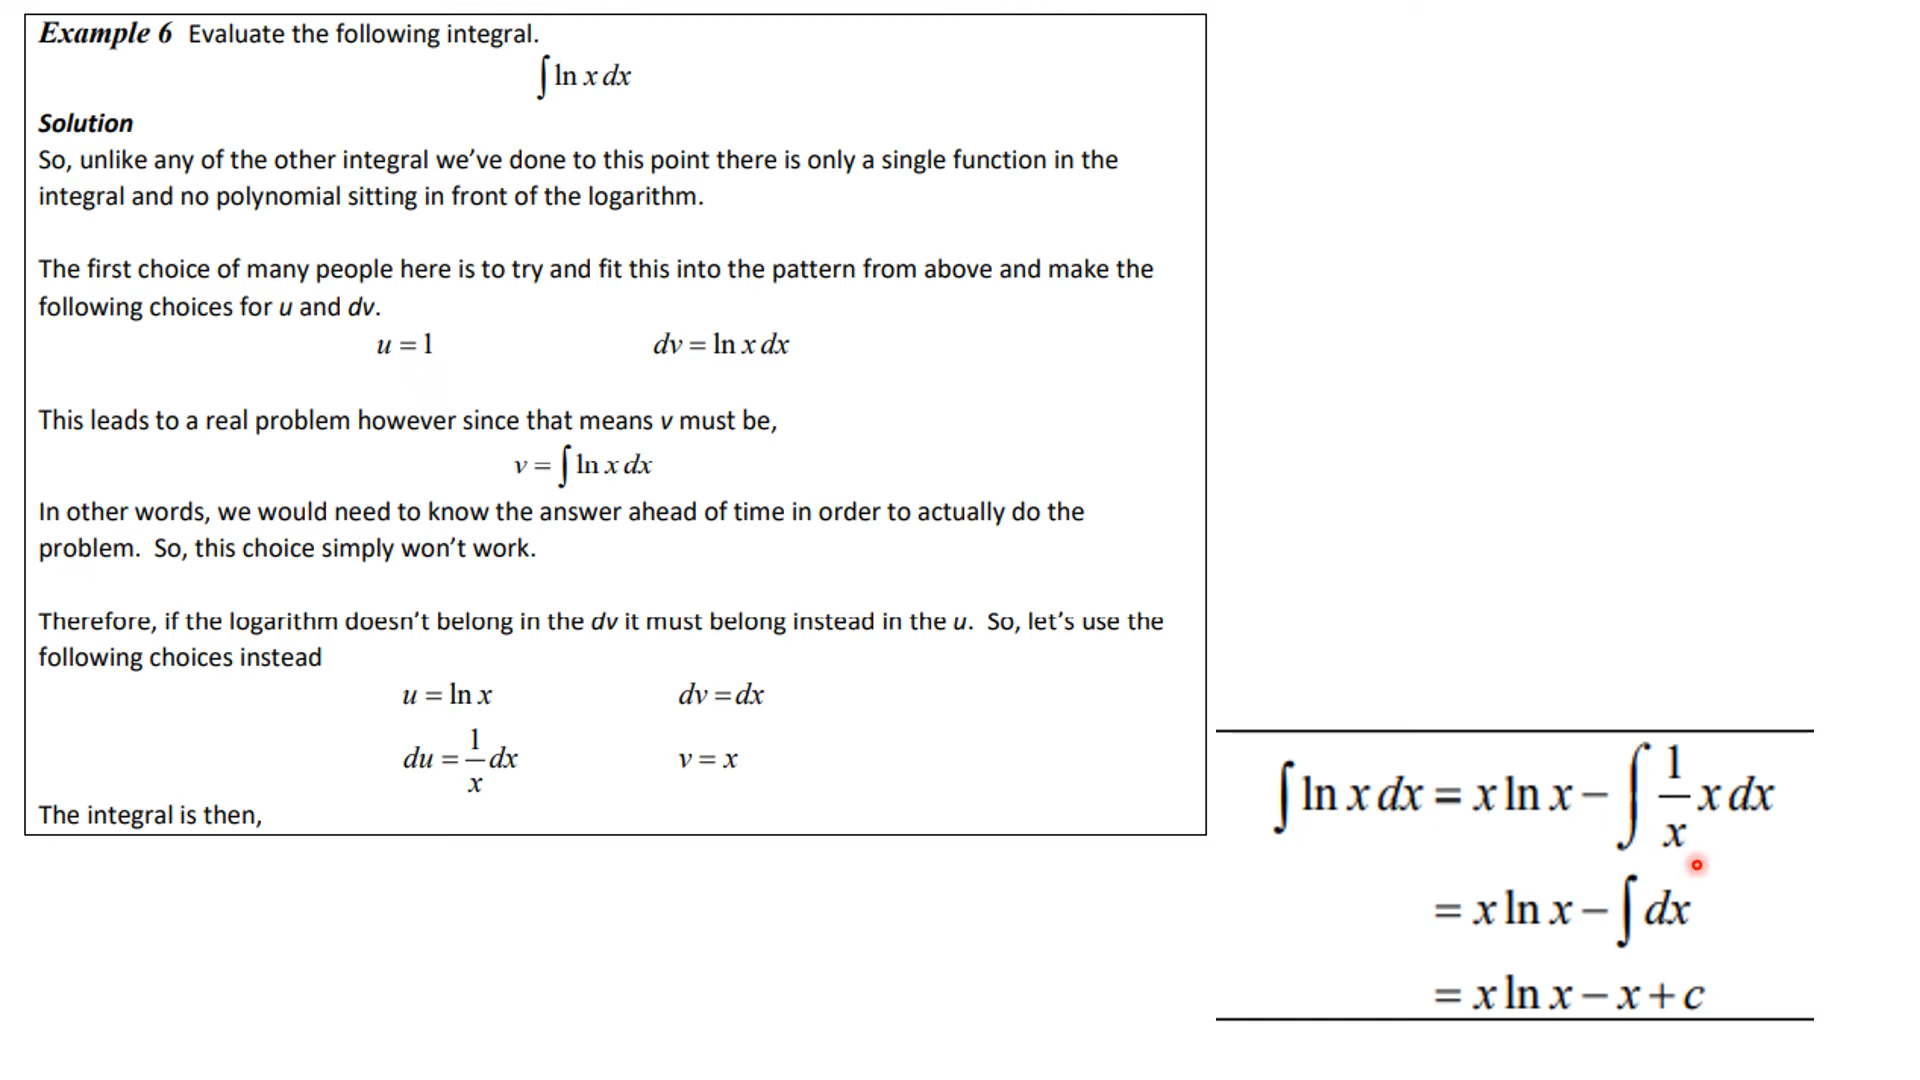 Example 6 Evaluate the following integral.
∫ ln x dx
Solution
So, unlike any of the other integral we’ve done to this point there is only a single function in the
integral and no polynomial sitting in front of the logarithm.
The first choice of many people here is to try and fit this into the pattern from above and make the
following choices for u and dv.
u = 1 dv = ln x dx
This leads to a real problem however since that means v must be,
v = ∫ ln x dx
In other words, we would need to know the answer ahead of time in order to actually do the
problem. So, this choice simply won’t work.
Therefore, if the logarithm doesn’t belong in the dv it must belong instead in the u. So, let’s use the
following choices instead
u = ln x dv = dx
du = 1/x dx v = x
The integral is then,
∫ ln x dx = x ln x − ∫ 1/x x dx
= x ln x − ∫ dx
= x ln x − x + c